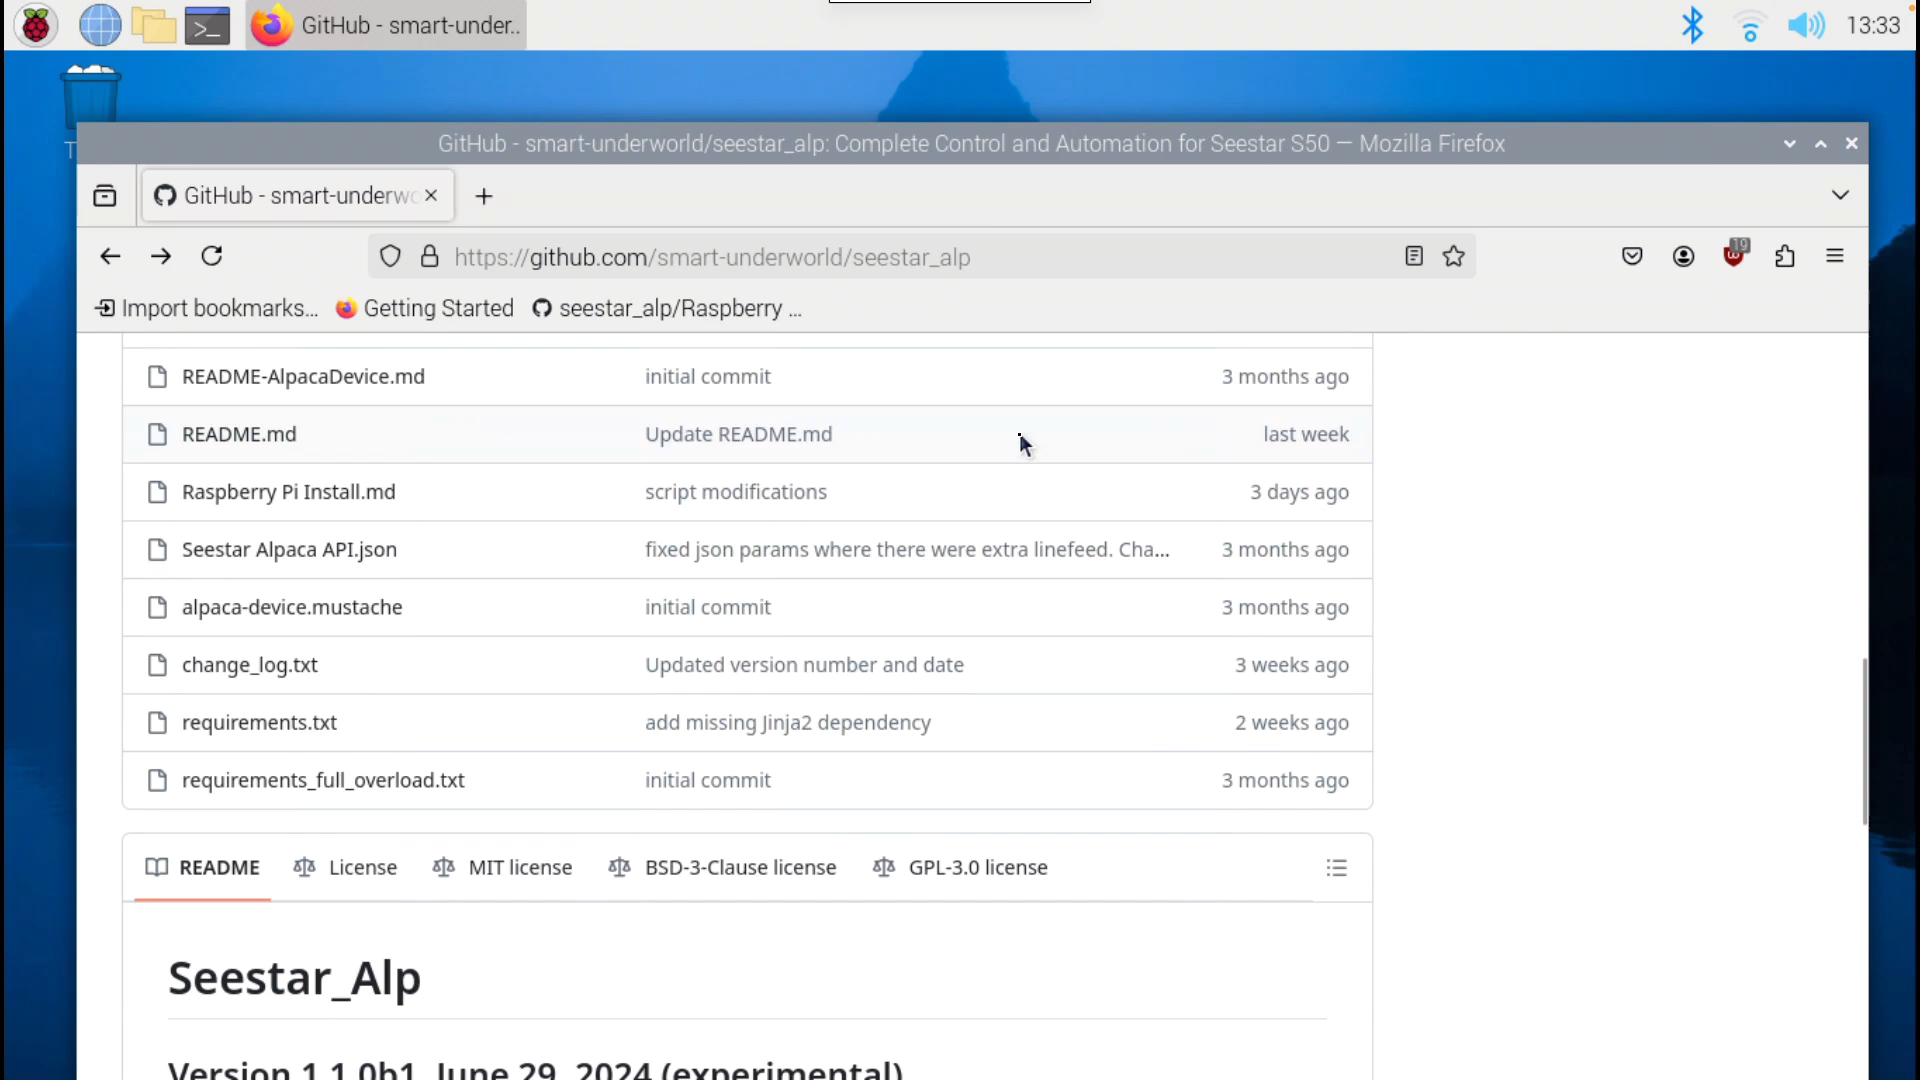 GitHub - smart-under..
13:33
GitHub - smart-underworld/seestar_alp: Complete Control and Automation for Seestar S50 — Mozilla Firefox
GitHub - smart-underwo
https://github.com/smart-underworld/seestar_alp
19
Import bookmarks... Getting Started seestar_alp/Raspberry ...
README-AlpacaDevice.md initial commit 3 months ago
README.md Update README.md last week
Raspberry Pi Install.md script modifications 3 days ago
Seestar Alpaca API.json fixed json params where there were extra linefeed. Cha... 3 months ago
alpaca-device.mustache initial commit 3 months ago
change_log.txt Updated version number and date 3 weeks ago
requirements.txt add missing Jinja2 dependency 2 weeks ago
requirements_full_overload.txt initial commit 3 months ago
README License MIT license BSD-3-Clause license GPL-3.0 license
Seestar_Alp
Version 1.1.0b1, June 29, 2024 (experimental)